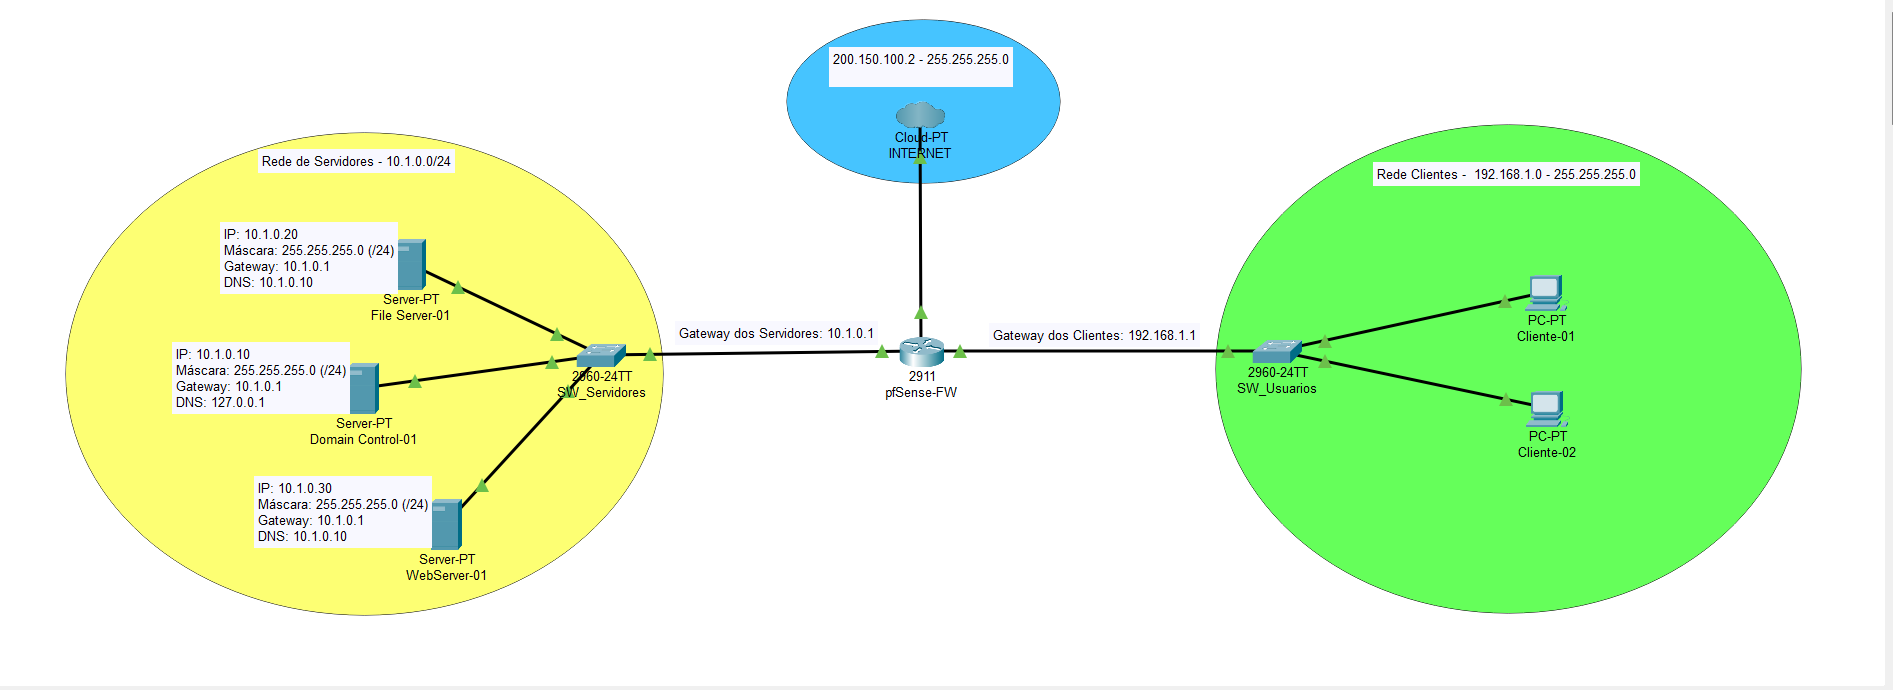 200.150.100.2 - 255.255.255.0
Cloud-PT
INTERNET
Rede de Servidores - 10.1.0.0/24
IP: 10.1.0.20
Máscara: 255.255.255.0 (/24)
Gateway: 10.1.0.1
DNS: 10.1.0.10
Server-PT
File Server-01
IP: 10.1.0.10
Máscara: 255.255.255.0 (/24)
Gateway: 10.1.0.1
DNS: 127.0.0.1
Server-PT
Domain Control-01
IP: 10.1.0.30
Máscara: 255.255.255.0 (/24)
Gateway: 10.1.0.1
DNS: 10.1.0.10
Server-PT
WebServer-01
2960-24TT
SW_Servidores
Gateway dos Servidores: 10.1.0.1
2911
pfSense-FW
Gateway dos Clientes: 192.168.1.1
Rede Clientes -  192.168.1.0 - 255.255.255.0
2960-24TT
SW_Usuarios
PC-PT
Cliente-01
PC-PT
Cliente-02